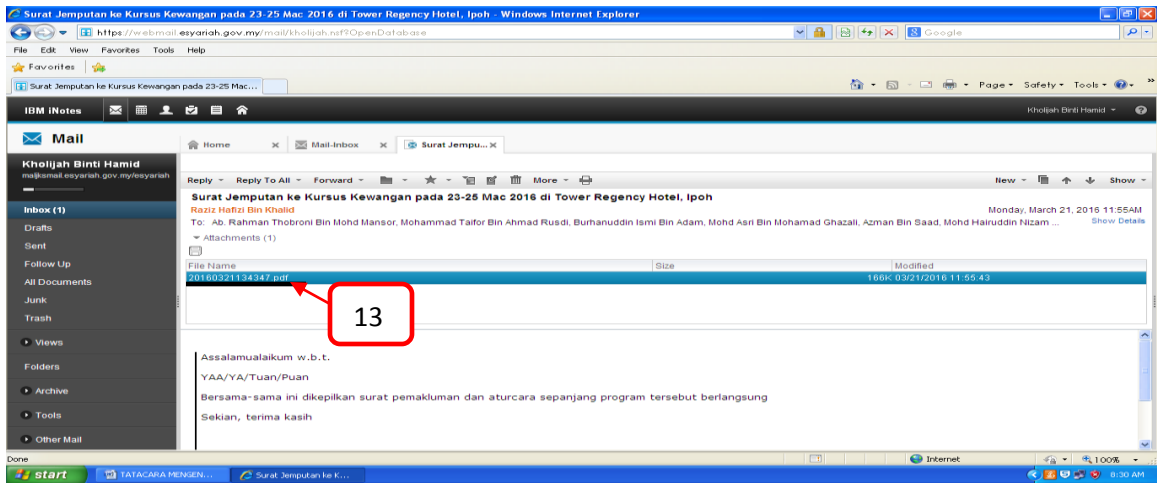 Surat Jemputan ke Kursus Kewangan pada 23-25 Mac 2016 di Tower Regency Hotel, Ipoh - Windows Internet Explorer
https://webmail.esyariah.gov.my/mail/kholijah.nsf?OpenDatabase
Google
File Edit View Favorites Tools Help
Favorites
Surat Jemputan ke Kursus Kewangan pada 23-25 Mac...
Page Safety Tools
IBM iNotes
Kholijah Binti Hamid
Mail
Home
Mail-Inbox
Surat Jempu...
Kholijah Binti Hamid
maljksmail.esyariah.gov.my/esyariah
Reply Reply To All Forward More
New Show
Surat Jemputan ke Kursus Kewangan pada 23-25 Mac 2016 di Tower Regency Hotel, Ipoh
Raziz Hafizi Bin Khalid
Monday, March 21, 2016 11:55AM
To: Ab. Rahman Thobroni Bin Mohd Mansor, Mohammad Taifor Bin Ahmad Rusdi, Burhanuddin Ismi Bin Adam, Mohd Asri Bin Mohamad Ghazali, Azman Bin Saad, Mohd Hairuddin Nizam ...
Show Details
Attachments (1)
File Name Size Modified
20160321134347.pdf 166K 03/21/2016 11:55:43
13
Inbox (1)
Drafts
Sent
Follow Up
All Documents
Junk
Trash
Views
Folders
Archive
Tools
Other Mail
Assalamualaikum w.b.t.
YAA/YA/Tuan/Puan
Bersama-sama ini dikepilkan surat pemakluman dan aturcara sepanjang program tersebut berlangsung
Sekian, terima kasih
Done
Internet
100%
start
TATACARA MENGEN...
Surat Jemputan ke K...
8:30 AM